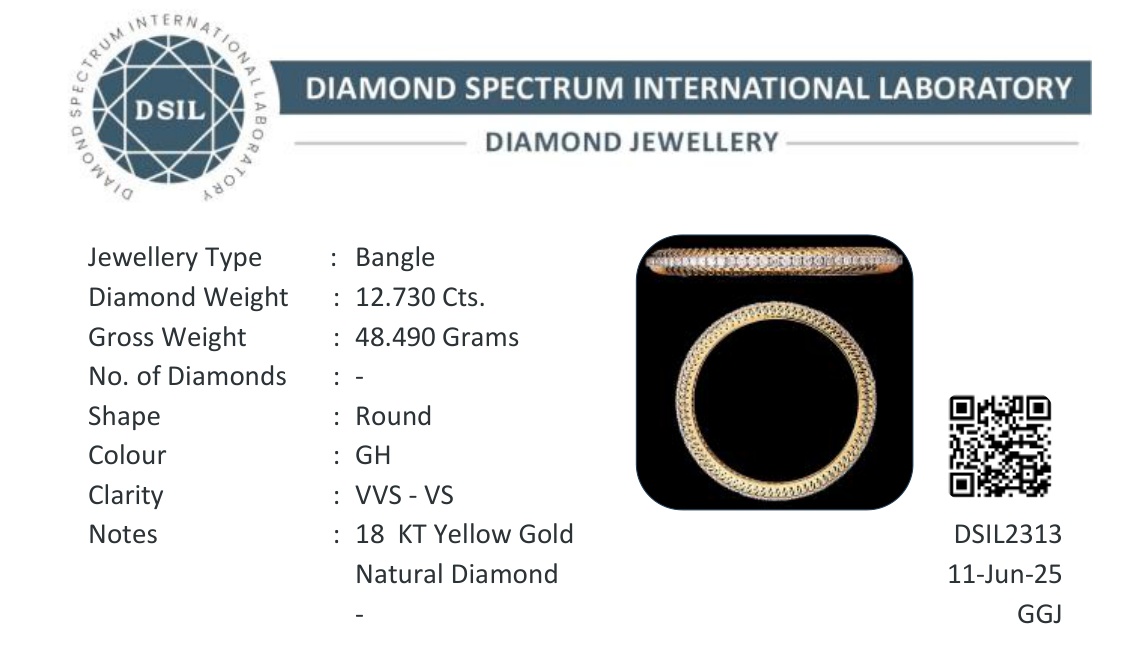 DIAMOND SPECTRUM INTERNATIONAL LABORATORY
DSIL
DIAMOND SPECTRUM INTERNATIONAL LABORATORY
DIAMOND JEWELLERY
Jewellery Type : Bangle
Diamond Weight : 12.730 Cts.
Gross Weight : 48.490 Grams
No. of Diamonds : -
Shape : Round
Colour : GH
Clarity : VVS - VS
Notes : 18 KT Yellow Gold
Natural Diamond
-
DSIL2313
11-Jun-25
GGJ